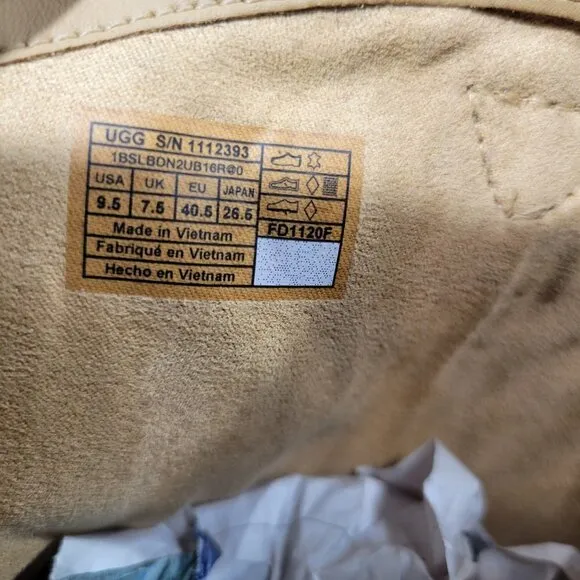 UGG S/N 1112393
1BSLBDN2UB16R@0
USA UK EU JAPAN
9.5 7.5 40.5 26.5
Made in Vietnam FD1120F
Fabriqué en Vietnam
Hecho en Vietnam